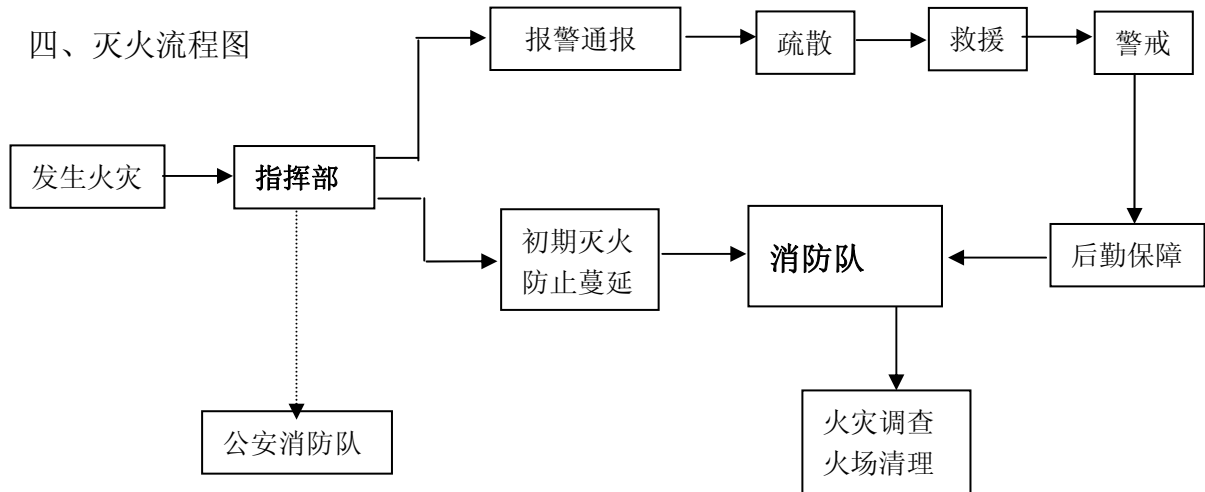 四、灭火流程图
报警通报
疏散
救援
警戒
发生火灾
指挥部
初期灭火
防止蔓延
消防队
后勤保障
公安消防队
火灾调查
火场清理